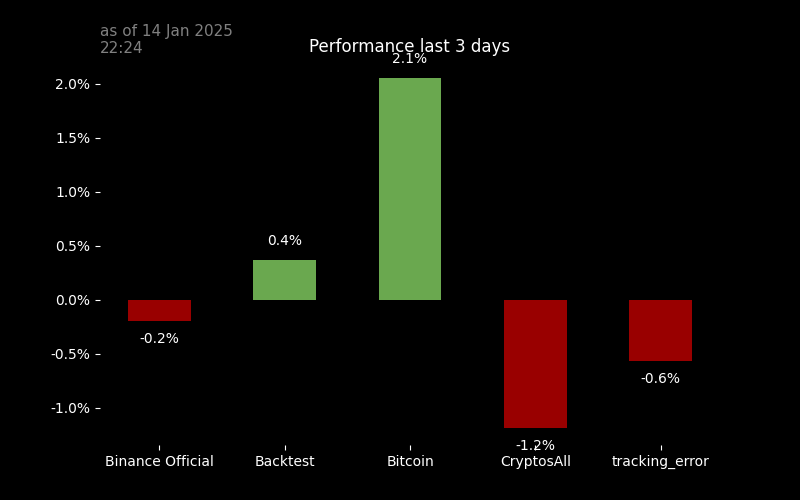 as of 14 Jan 2025
22:24
Performance last 3 days
2.1%
2.0%
1.5%
1.0%
0.5%
0.4%
0.0%
-0.2%
-0.5%
-0.6%
-1.0%
-1.2%
Binance Official
Backtest
Bitcoin
CryptosAll
tracking_error